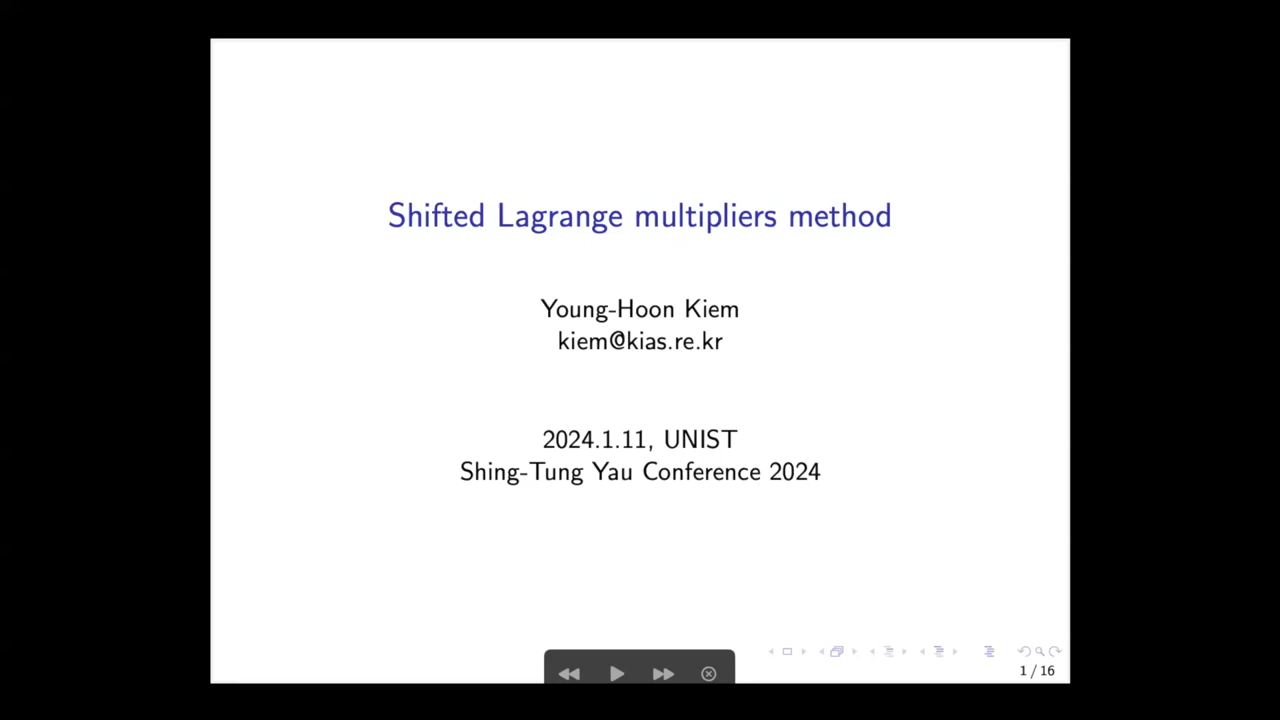 Shifted Lagrange multipliers method
Young-Hoon Kiem
kiem@kias.re.kr
2024.1.11, UNIST
Shing-Tung Yau Conference 2024
1 / 16